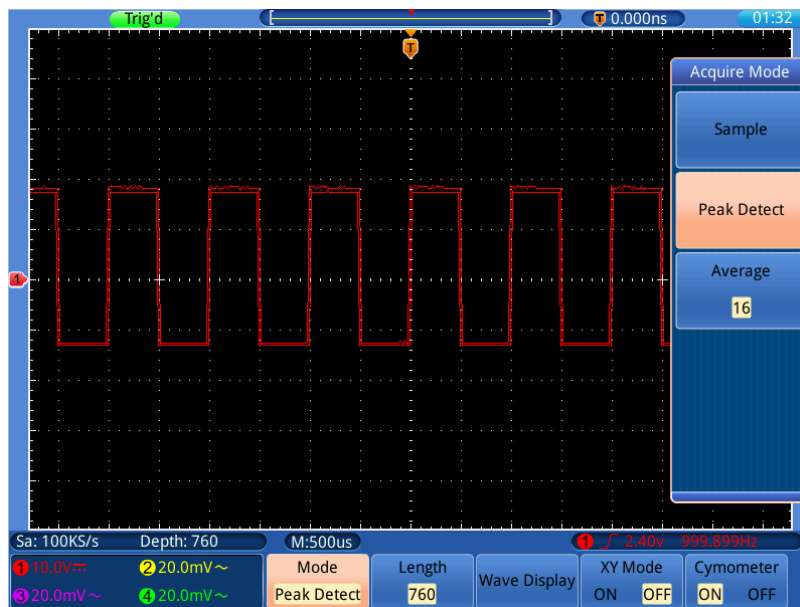 Trig'd
[ ]
T 0.000ns
01:32
T
Acquire Mode
Sample
Peak Detect
Average
16
1
Sa: 100KS/s Depth: 760 M:500us
1 2.40v 999.899Hz
1 10.0V 2 20.0mV
3 20.0mV 4 20.0mV
Mode
Peak Detect
Length
760
Wave Display
XY Mode
ON OFF
Cymometer
ON OFF